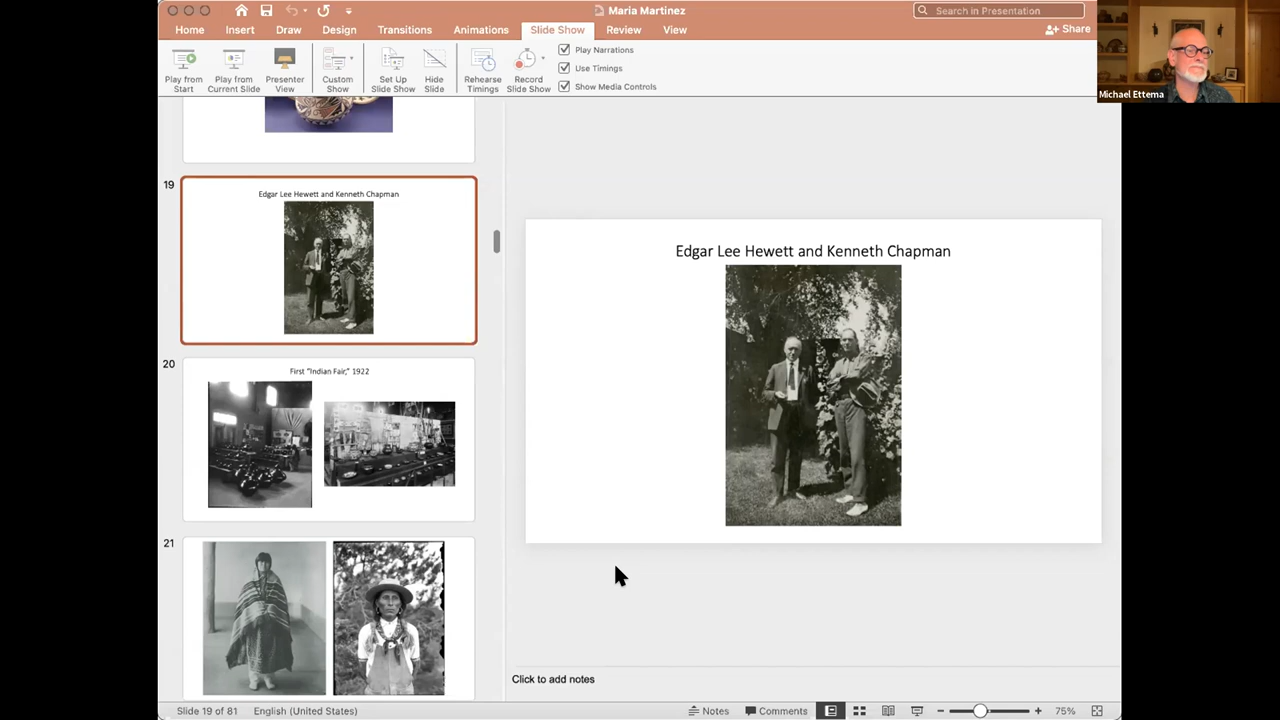 Maria Martinez
Search in Presentation
Home Insert Draw Design Transitions Animations Slide Show Review View
Share
Play from Start
Play from Current Slide
Presenter View
Custom Show
Set Up Slide Show
Hide Slide
Rehearse Timings
Record Slide Show
Play Narrations
Use Timings
Show Media Controls
Michael Ettema
19
Edgar Lee Hewett and Kenneth Chapman
20
First “Indian Fair,” 1922
21
Edgar Lee Hewett and Kenneth Chapman
Click to add notes
Slide 19 of 81 English (United States) Notes Comments 75%